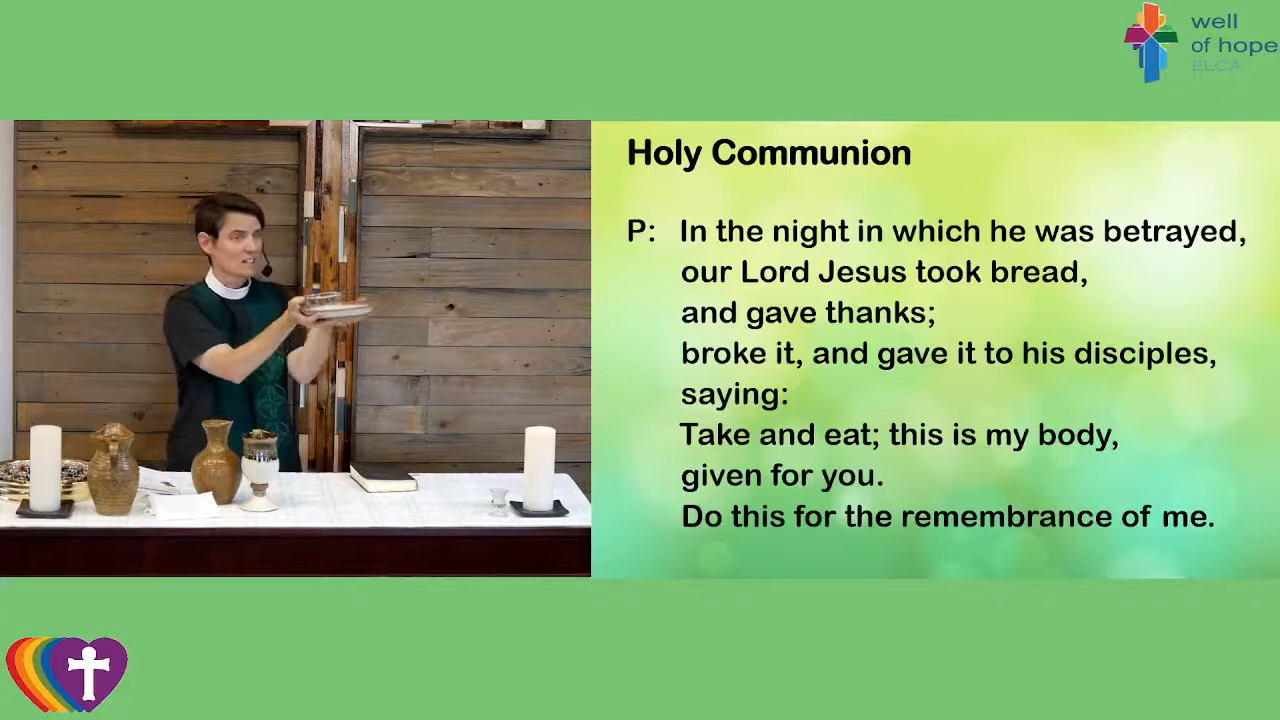 well
of hope
ELCA
Holy Communion
P: In the night in which he was betrayed,
our Lord Jesus took bread,
and gave thanks;
broke it, and gave it to his disciples,
saying:
Take and eat; this is my body,
given for you.
Do this for the remembrance of me.